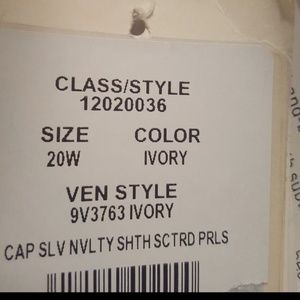 CLASS/STYLE
12020036
SIZE COLOR
20W IVORY
VEN STYLE
9V3763 IVORY
CAP SLV NVLTY SHTH SCTRD PRLS